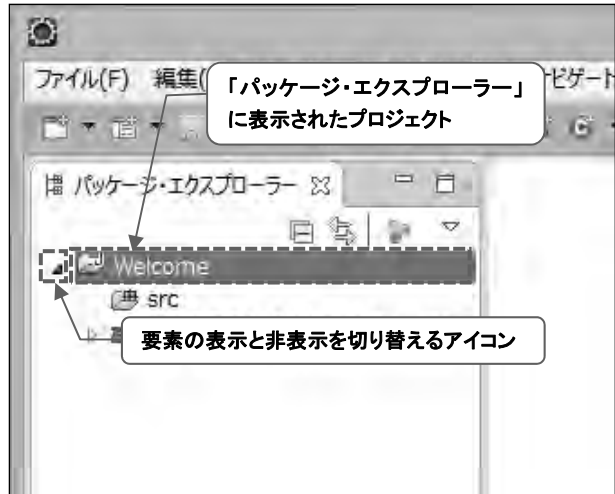 ファイル(F) 編集(
ビゲート
「パッケージ・エクスプローラー」
に表示されたプロジェクト
パッケージ・エクスプローラー
Welcome
src
要素の表示と非表示を切り替えるアイコン